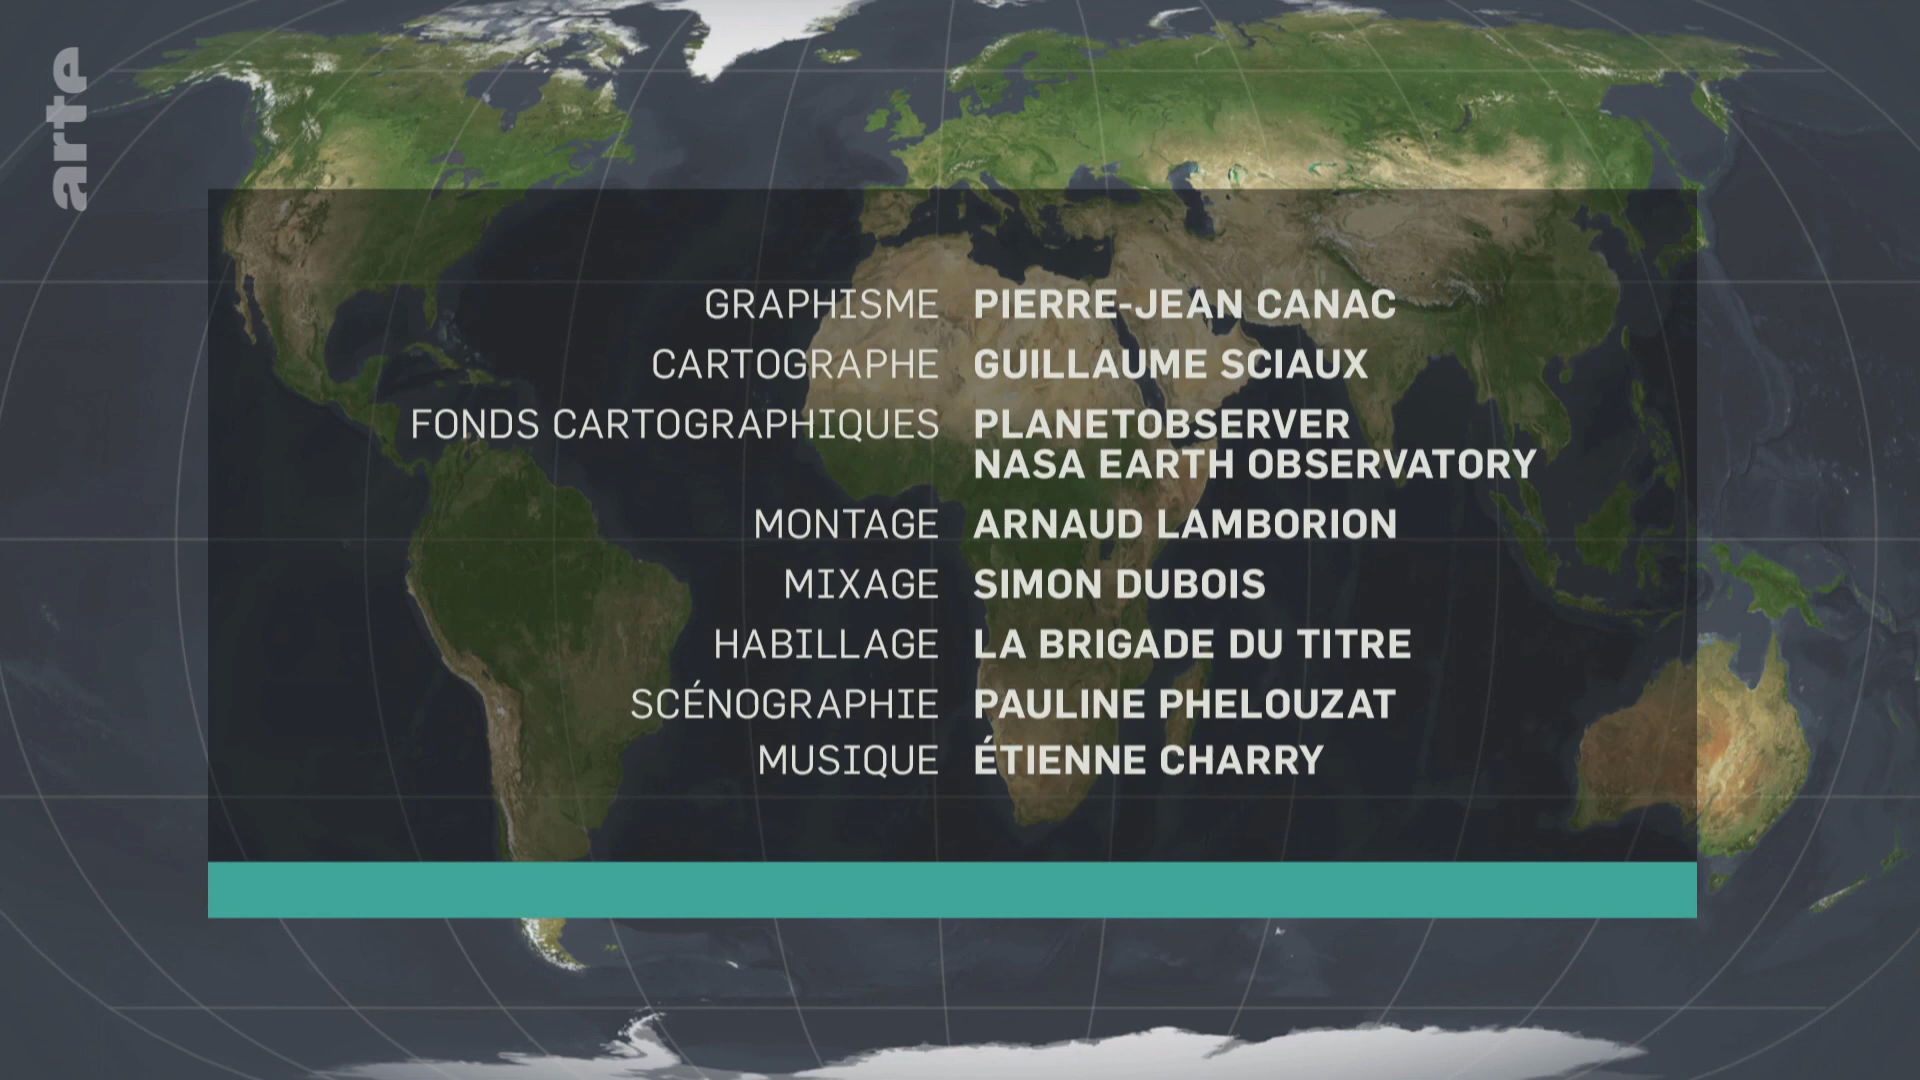 arte
GRAPHISME PIERRE-JEAN CANAC
CARTOGRAPHE GUILLAUME SCIAUX
FONDS CARTOGRAPHIQUES PLANETOBSERVER
NASA EARTH OBSERVATORY
MONTAGE ARNAUD LAMBORION
MIXAGE SIMON DUBOIS
HABILLAGE LA BRIGADE DU TITRE
SCÉNOGRAPHIE PAULINE PHELOUZAT
MUSIQUE ÉTIENNE CHARRY